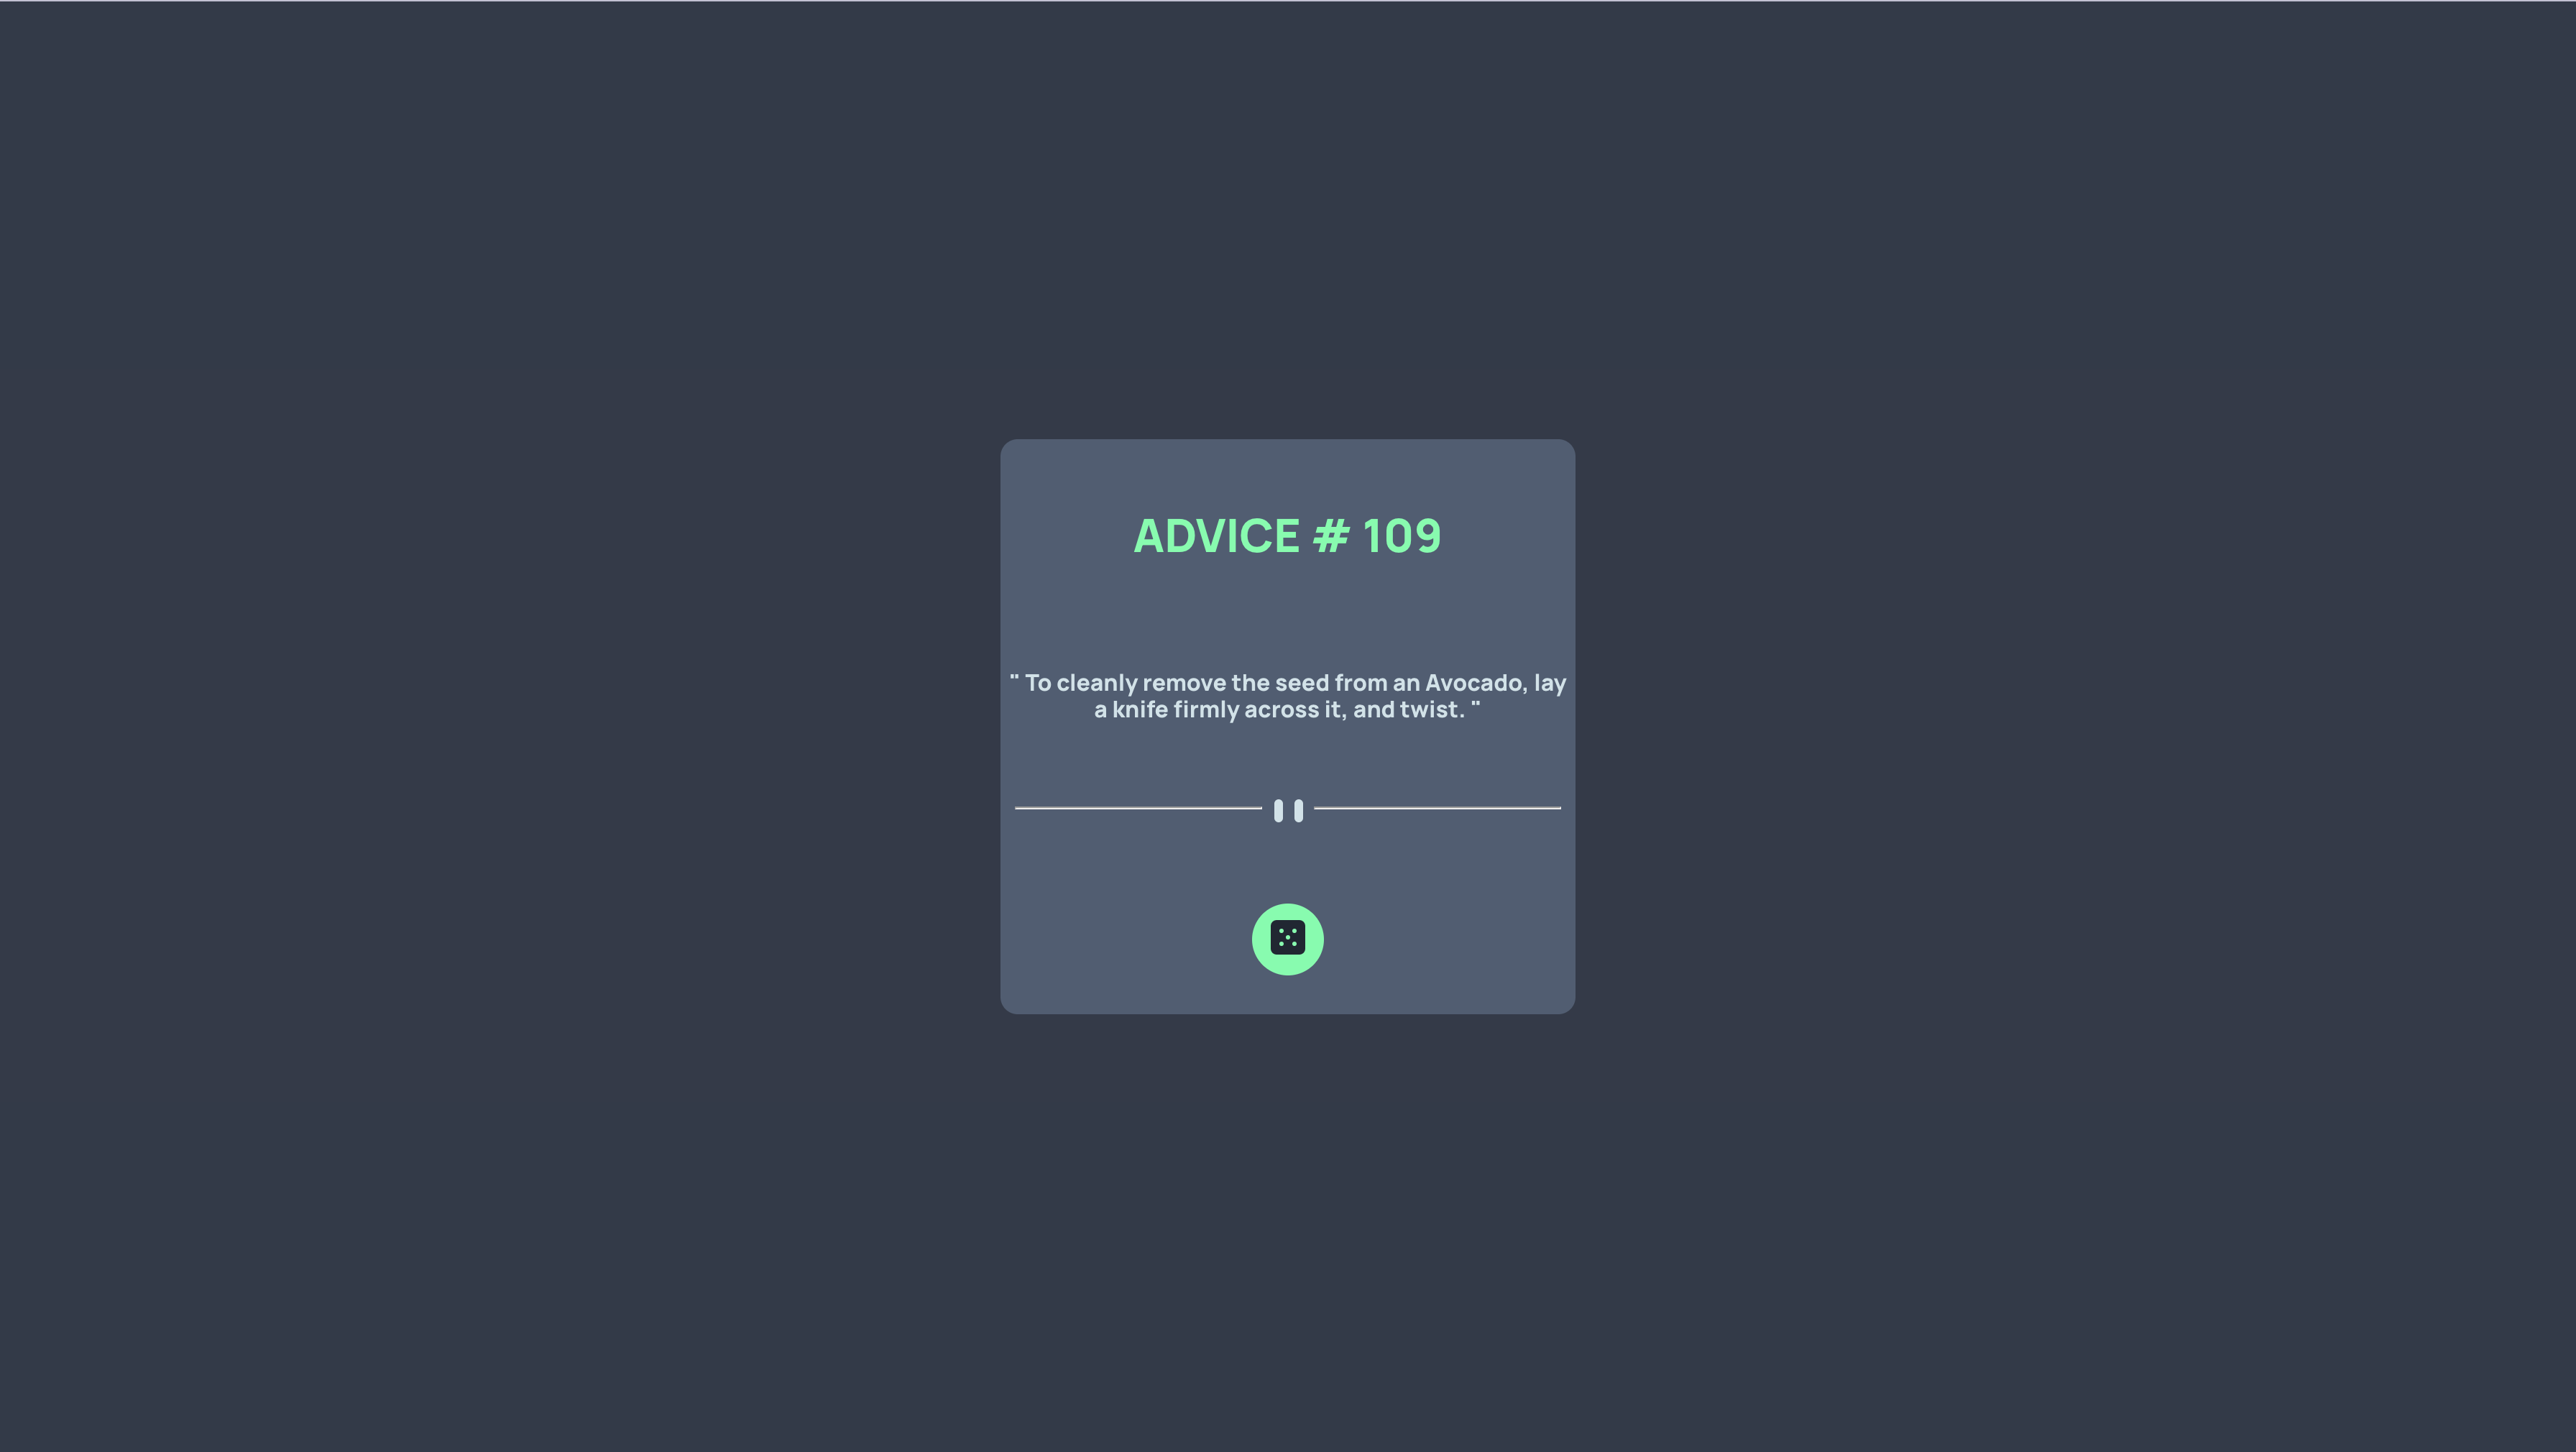 ADVICE # 109
" To cleanly remove the seed from an Avocado, lay
a knife firmly across it, and twist. "